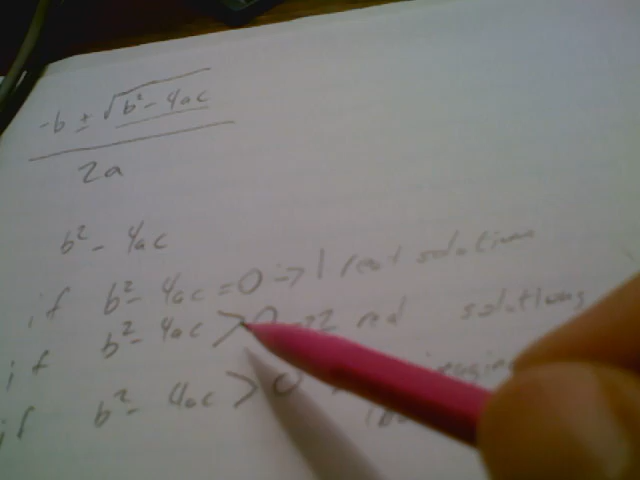 -b ± √b² - 4ac
2a
b² - 4ac
if b² - 4ac = 0 → 1 real solutions
if b² - 4ac > 0 → 2 real solutions
if b² - 4ac > 0